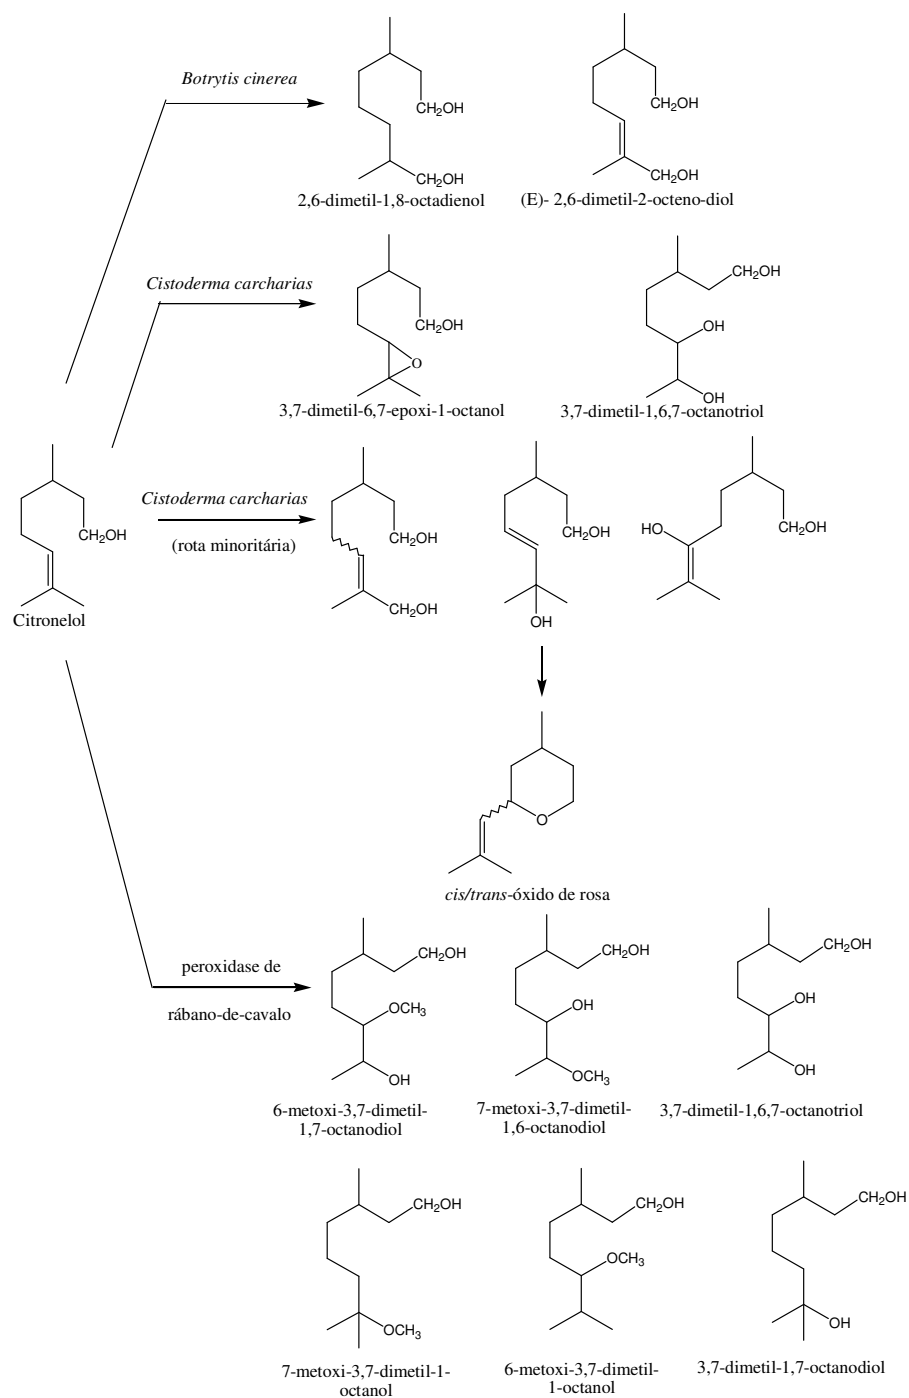 Botrytis cinerea
CH2OH
CH2OH
CH2OH
CH2OH
2,6-dimetil-1,8-octadienol
(E)- 2,6-dimetil-2-octeno-diol
Cistoderma carcharias
CH2OH
O
3,7-dimetil-6,7-epoxi-1-octanol
CH2OH
OH
OH
3,7-dimetil-1,6,7-octanotriol
CH2OH
Citronelol
Cistoderma carcharias
(rota minoritária)
CH2OH
CH2OH
CH2OH
OH
HO
CH2OH
O
cis/trans-óxido de rosa
peroxidase de
rábano-de-cavalo
CH2OH
OCH3
OH
6-metoxi-3,7-dimetil-
1,7-octanodiol
CH2OH
OH
OCH3
7-metoxi-3,7-dimetil-
1,6-octanodiol
CH2OH
OH
OH
3,7-dimetil-1,6,7-octanotriol
CH2OH
OCH3
7-metoxi-3,7-dimetil-1-
octanol
CH2OH
OCH3
6-metoxi-3,7-dimetil-
1-octanol
CH2OH
OH
3,7-dimetil-1,7-octanodiol